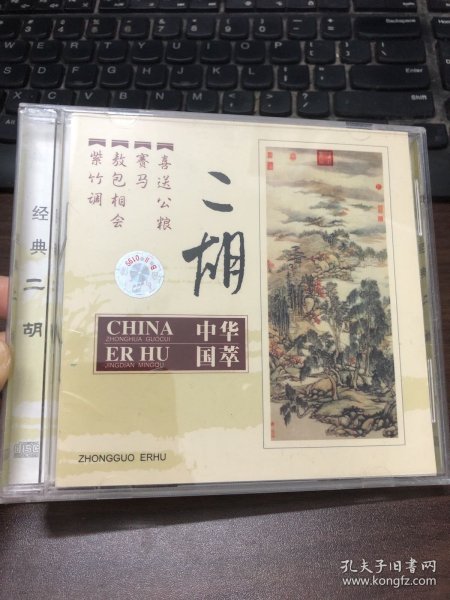 喜送公粮
赛马
敖包相会
紫竹调
二胡
CHINA
ZHONGHUA GUOCUI
ER HU
JINGDIAN MINGQU
中华
国萃
ZHONGGUO ERHU
经典二胡
孔夫子旧书网
www.kongfz.com